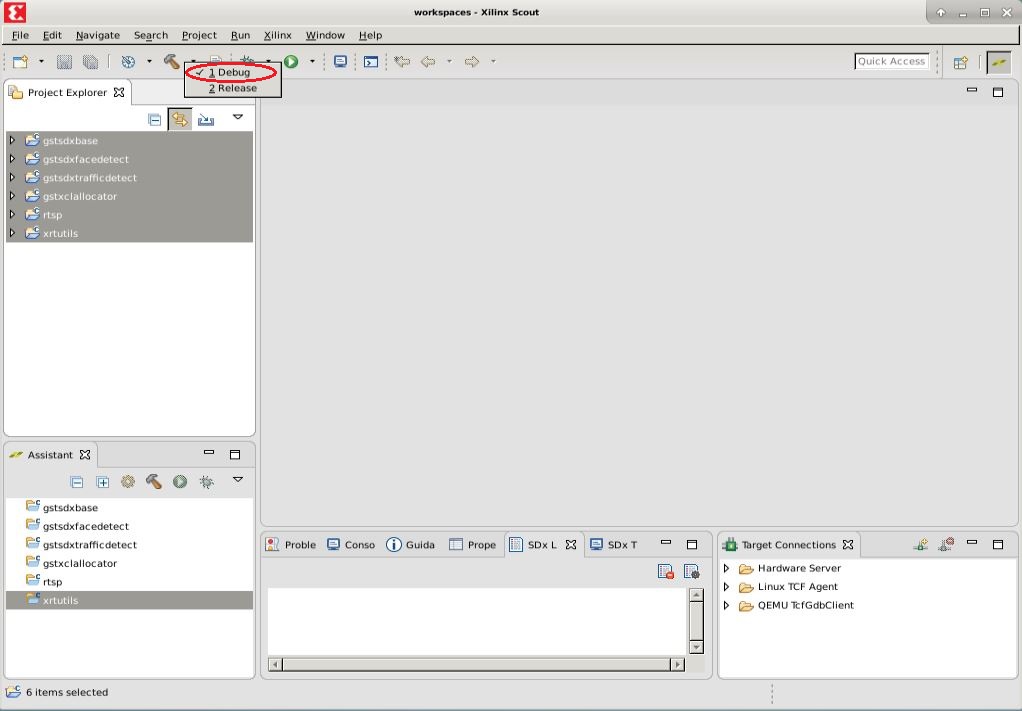 workspaces - Xilinx Scout
File Edit Navigate Search Project Run Xilinx Window Help
Quick Access
1 Debug
2 Release
Project Explorer
gstsdxbase
gstsdxfacedetect
gstsdxtrafficdetect
gstxclallocator
rtsp
xrtutils
Assistant
gstsdxbase
gstsdxfacedetect
gstsdxtrafficdetect
gstxclallocator
rtsp
xrtutils
Proble Conso Guida Prope SDx L SDx T
Target Connections
Hardware Server
Linux TCF Agent
QEMU TcfGdbClient
6 items selected